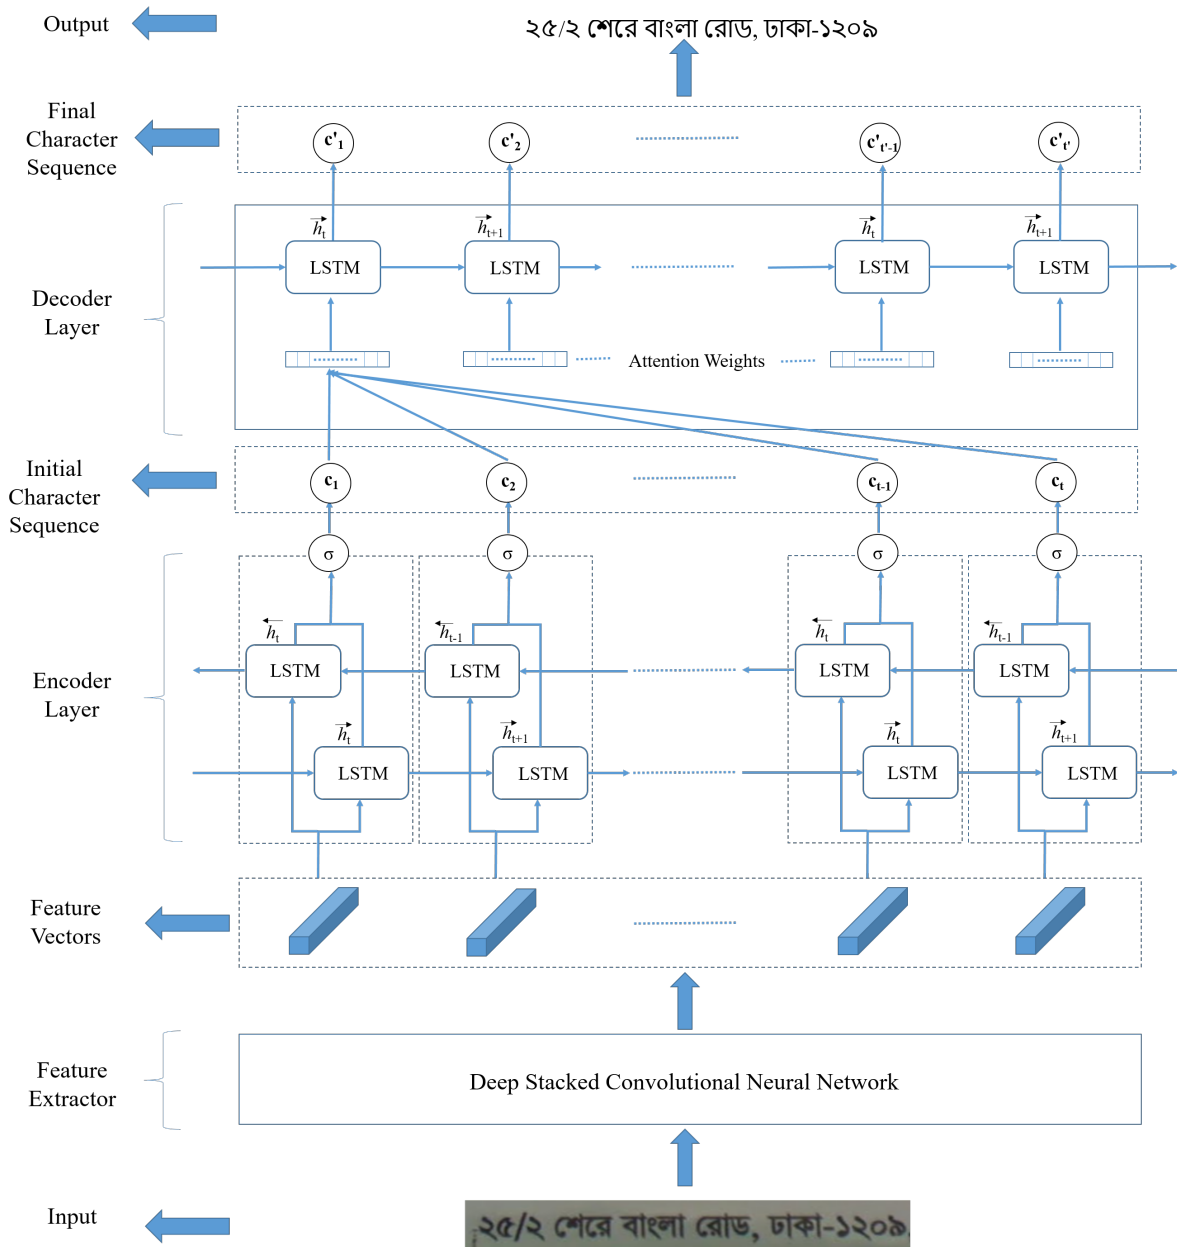 Output
২৫/২ শেরে বাংলা রোড, ঢাকা-১২০৯
Final Character Sequence
c'1 c'2 c't'-1 c't'
Decoder Layer
ht ht+1 ht ht+1
LSTM LSTM LSTM LSTM
Attention Weights
Initial Character Sequence
c1 c2 ct-1 ct
σ σ σ σ
Encoder Layer
ht ht-1 ht ht-1
LSTM LSTM LSTM LSTM
ht ht+1 ht ht+1
LSTM LSTM LSTM LSTM
Feature Vectors
Feature Extractor
Deep Stacked Convolutional Neural Network
Input
২৫/২ শেরে বাংলা রোড, ঢাকা-১২০৯